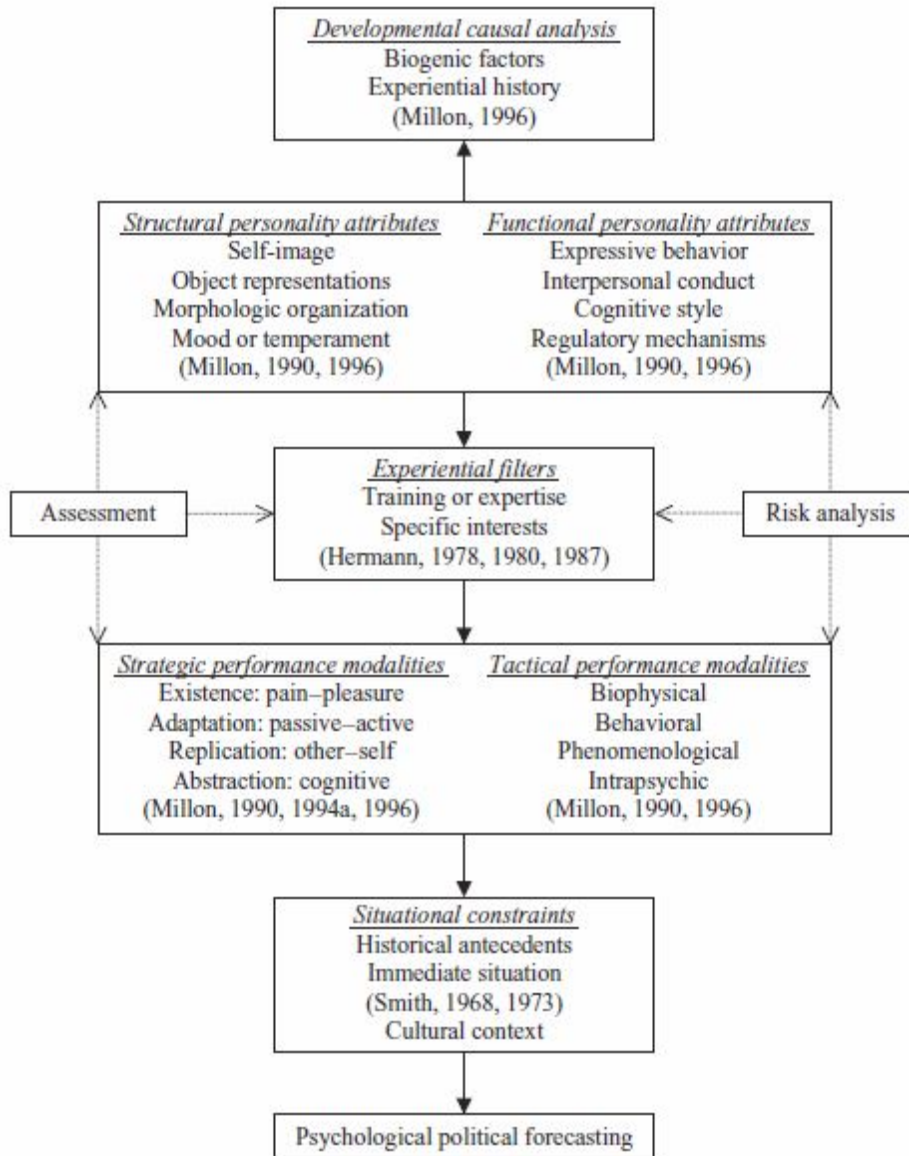 Developmental causal analysis
Biogenic factors
Experiential history
(Millon, 1996)
Structural personality attributes
Self-image
Object representations
Morphologic organization
Mood or temperament
(Millon, 1990, 1996)
Functional personality attributes
Expressive behavior
Interpersonal conduct
Cognitive style
Regulatory mechanisms
(Millon, 1990, 1996)
Assessment
Experiential filters
Training or expertise
Specific interests
(Hermann, 1978, 1980, 1987)
Risk analysis
Strategic performance modalities
Existence: pain–pleasure
Adaptation: passive–active
Replication: other–self
Abstraction: cognitive
(Millon, 1990, 1994a, 1996)
Tactical performance modalities
Biophysical
Behavioral
Phenomenological
Intrapsychic
(Millon, 1990, 1996)
Situational constraints
Historical antecedents
Immediate situation
(Smith, 1968, 1973)
Cultural context
Psychological political forecasting